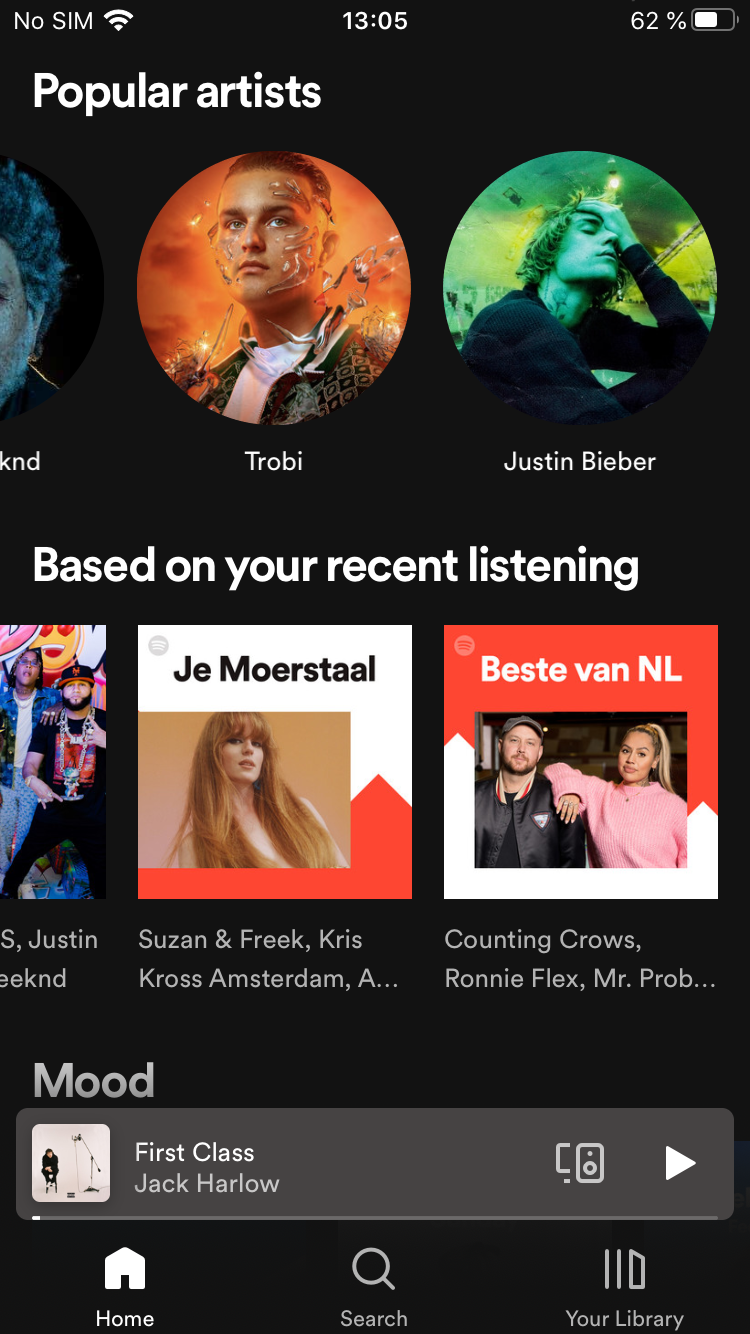 No SIM 13:05 62 %
Popular artists
knd Trobi Justin Bieber
Based on your recent listening
Je Moerstaal Beste van NL
S, Justin Suzan & Freek, Kris Counting Crows,
eeknd Kross Amsterdam, A... Ronnie Flex, Mr. Prob...
Mood
First Class
Jack Harlow
Home Search Your Library